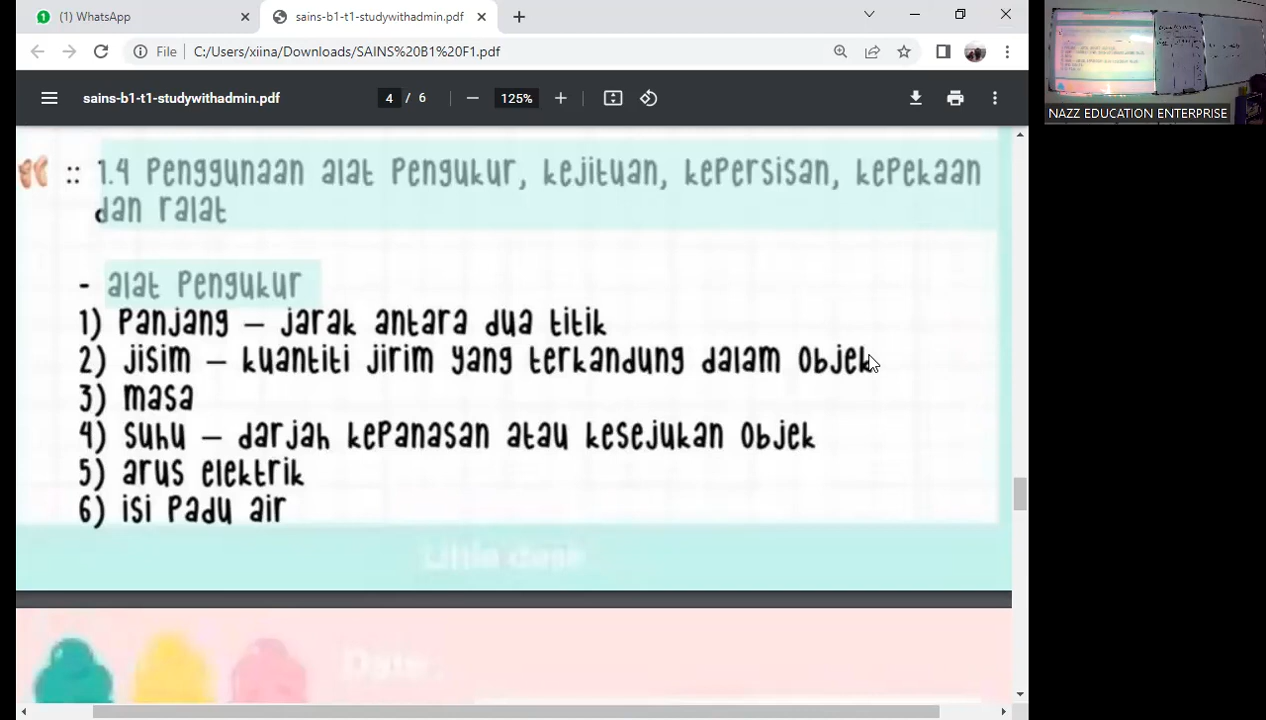 (1) WhatsApp
sains-b1-t1-studywithadmin.pdf
File
C:/Users/xiina/Downloads/SAINS%20B1%20F1.pdf
sains-b1-t1-studywithadmin.pdf
4 / 6
125%
NAZZ EDUCATION ENTERPRISE
:: 1.4 Penggunaan alat Pengukur, kejituan, kePersisan, kePekaan
dan ralat
- alat Pengukur
1) Panjang – jarak antara dua titik
2) jisim – kuantiti jirim yang terkandung dalam objek
3) masa
4) suhu – darjah kePanasan atau kesejukan objek
5) arus elektrik
6) isi Padu air
Little desk
Date :